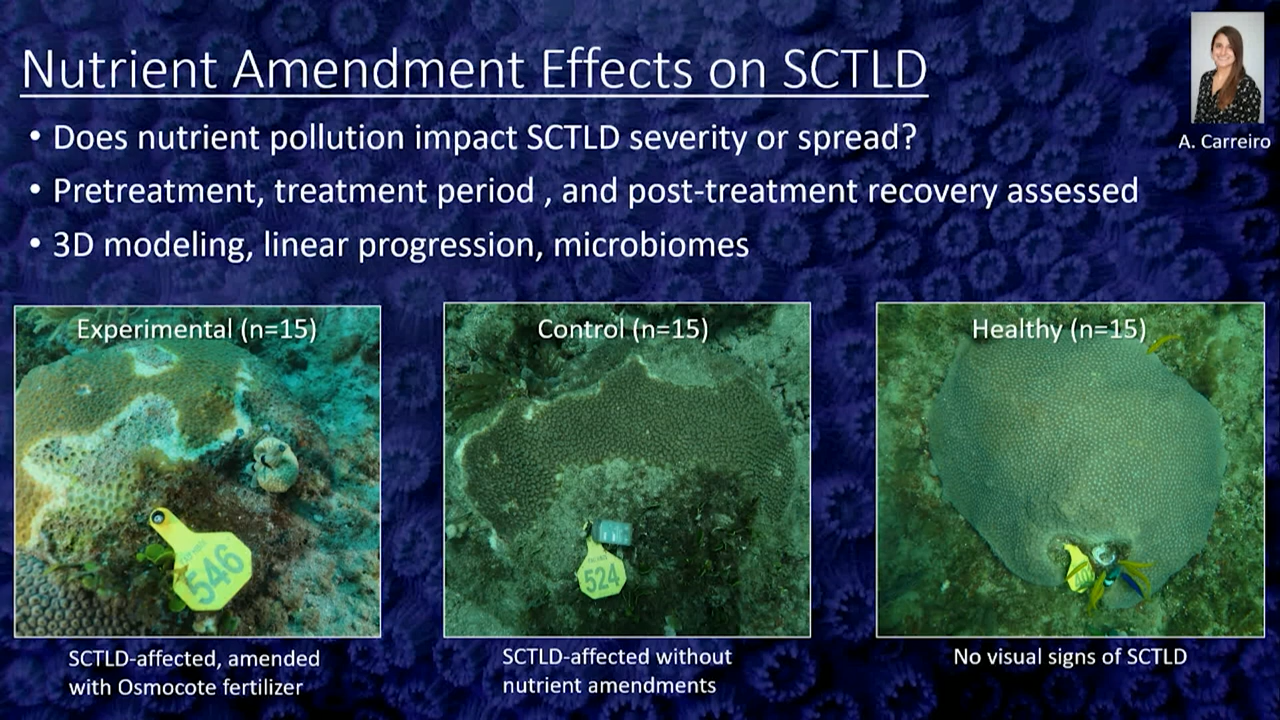 Nutrient Amendment Effects on SCTLD
• Does nutrient pollution impact SCTLD severity or spread?
• Pretreatment, treatment period , and post-treatment recovery assessed
• 3D modeling, linear progression, microbiomes
A. Carreiro
Experimental (n=15)
Control (n=15)
Healthy (n=15)
546
524
SCTLD-affected, amended
with Osmocote fertilizer
SCTLD-affected without
nutrient amendments
No visual signs of SCTLD